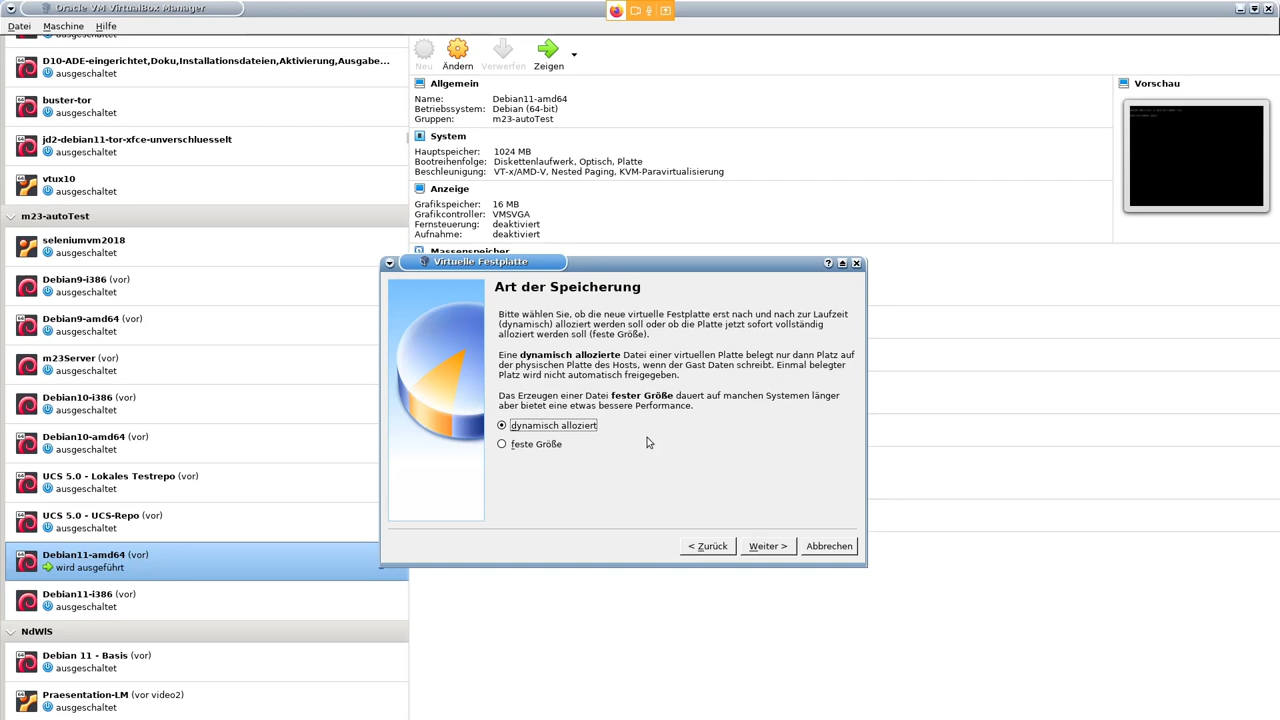 Oracle VM VirtualBox Manager
Datei Maschine Hilfe
ausgeschaltet
D10-ADE-eingerichtet,Doku,Installationsdateien,Aktivierung,Ausgabe...
ausgeschaltet
buster-tor
ausgeschaltet
jd2-debian11-tor-xfce-unverschluesselt
ausgeschaltet
vtux10
ausgeschaltet
m23-autoTest
seleniumvm2018
ausgeschaltet
Debian9-i386 (vor)
ausgeschaltet
Debian9-amd64 (vor)
ausgeschaltet
m23Server (vor)
ausgeschaltet
Debian10-i386 (vor)
ausgeschaltet
Debian10-amd64 (vor)
ausgeschaltet
UCS 5.0 - Lokales Testrepo (vor)
ausgeschaltet
UCS 5.0 - UCS-Repo (vor)
ausgeschaltet
Debian11-amd64 (vor)
wird ausgeführt
Debian11-i386 (vor)
ausgeschaltet
NdWlS
Debian 11 - Basis (vor)
ausgeschaltet
Praesentation-LM (vor video2)
ausgeschaltet
Neu Ändern Verwerfen Zeigen
Allgemein
Name: Debian11-amd64
Betriebssystem: Debian (64-bit)
Gruppen: m23-autoTest
System
Hauptspeicher: 1024 MB
Bootreihenfolge: Diskettenlaufwerk, Optisch, Platte
Beschleunigung: VT-x/AMD-V, Nested Paging, KVM-Paravirtualisierung
Anzeige
Grafikspeicher: 16 MB
Grafikcontroller: VMSVGA
Fernsteuerung: deaktiviert
Aufnahme: deaktiviert
Massenspeicher
Vorschau
Virtuelle Festplatte
Art der Speicherung
Bitte wählen Sie, ob die neue virtuelle Festplatte erst nach und nach zur Laufzeit
(dynamisch) alloziert werden soll oder ob die Platte jetzt sofort vollständig
alloziert werden soll (feste Größe).
Eine dynamisch allozierte Datei einer virtuellen Platte belegt nur dann Platz auf
der physischen Platte des Hosts, wenn der Gast Daten schreibt. Einmal belegter
Platz wird nicht automatisch freigegeben.
Das Erzeugen einer Datei fester Größe dauert auf manchen Systemen länger
aber bietet eine etwas bessere Performance.
dynamisch alloziert
feste Größe
< Zurück Weiter > Abbrechen